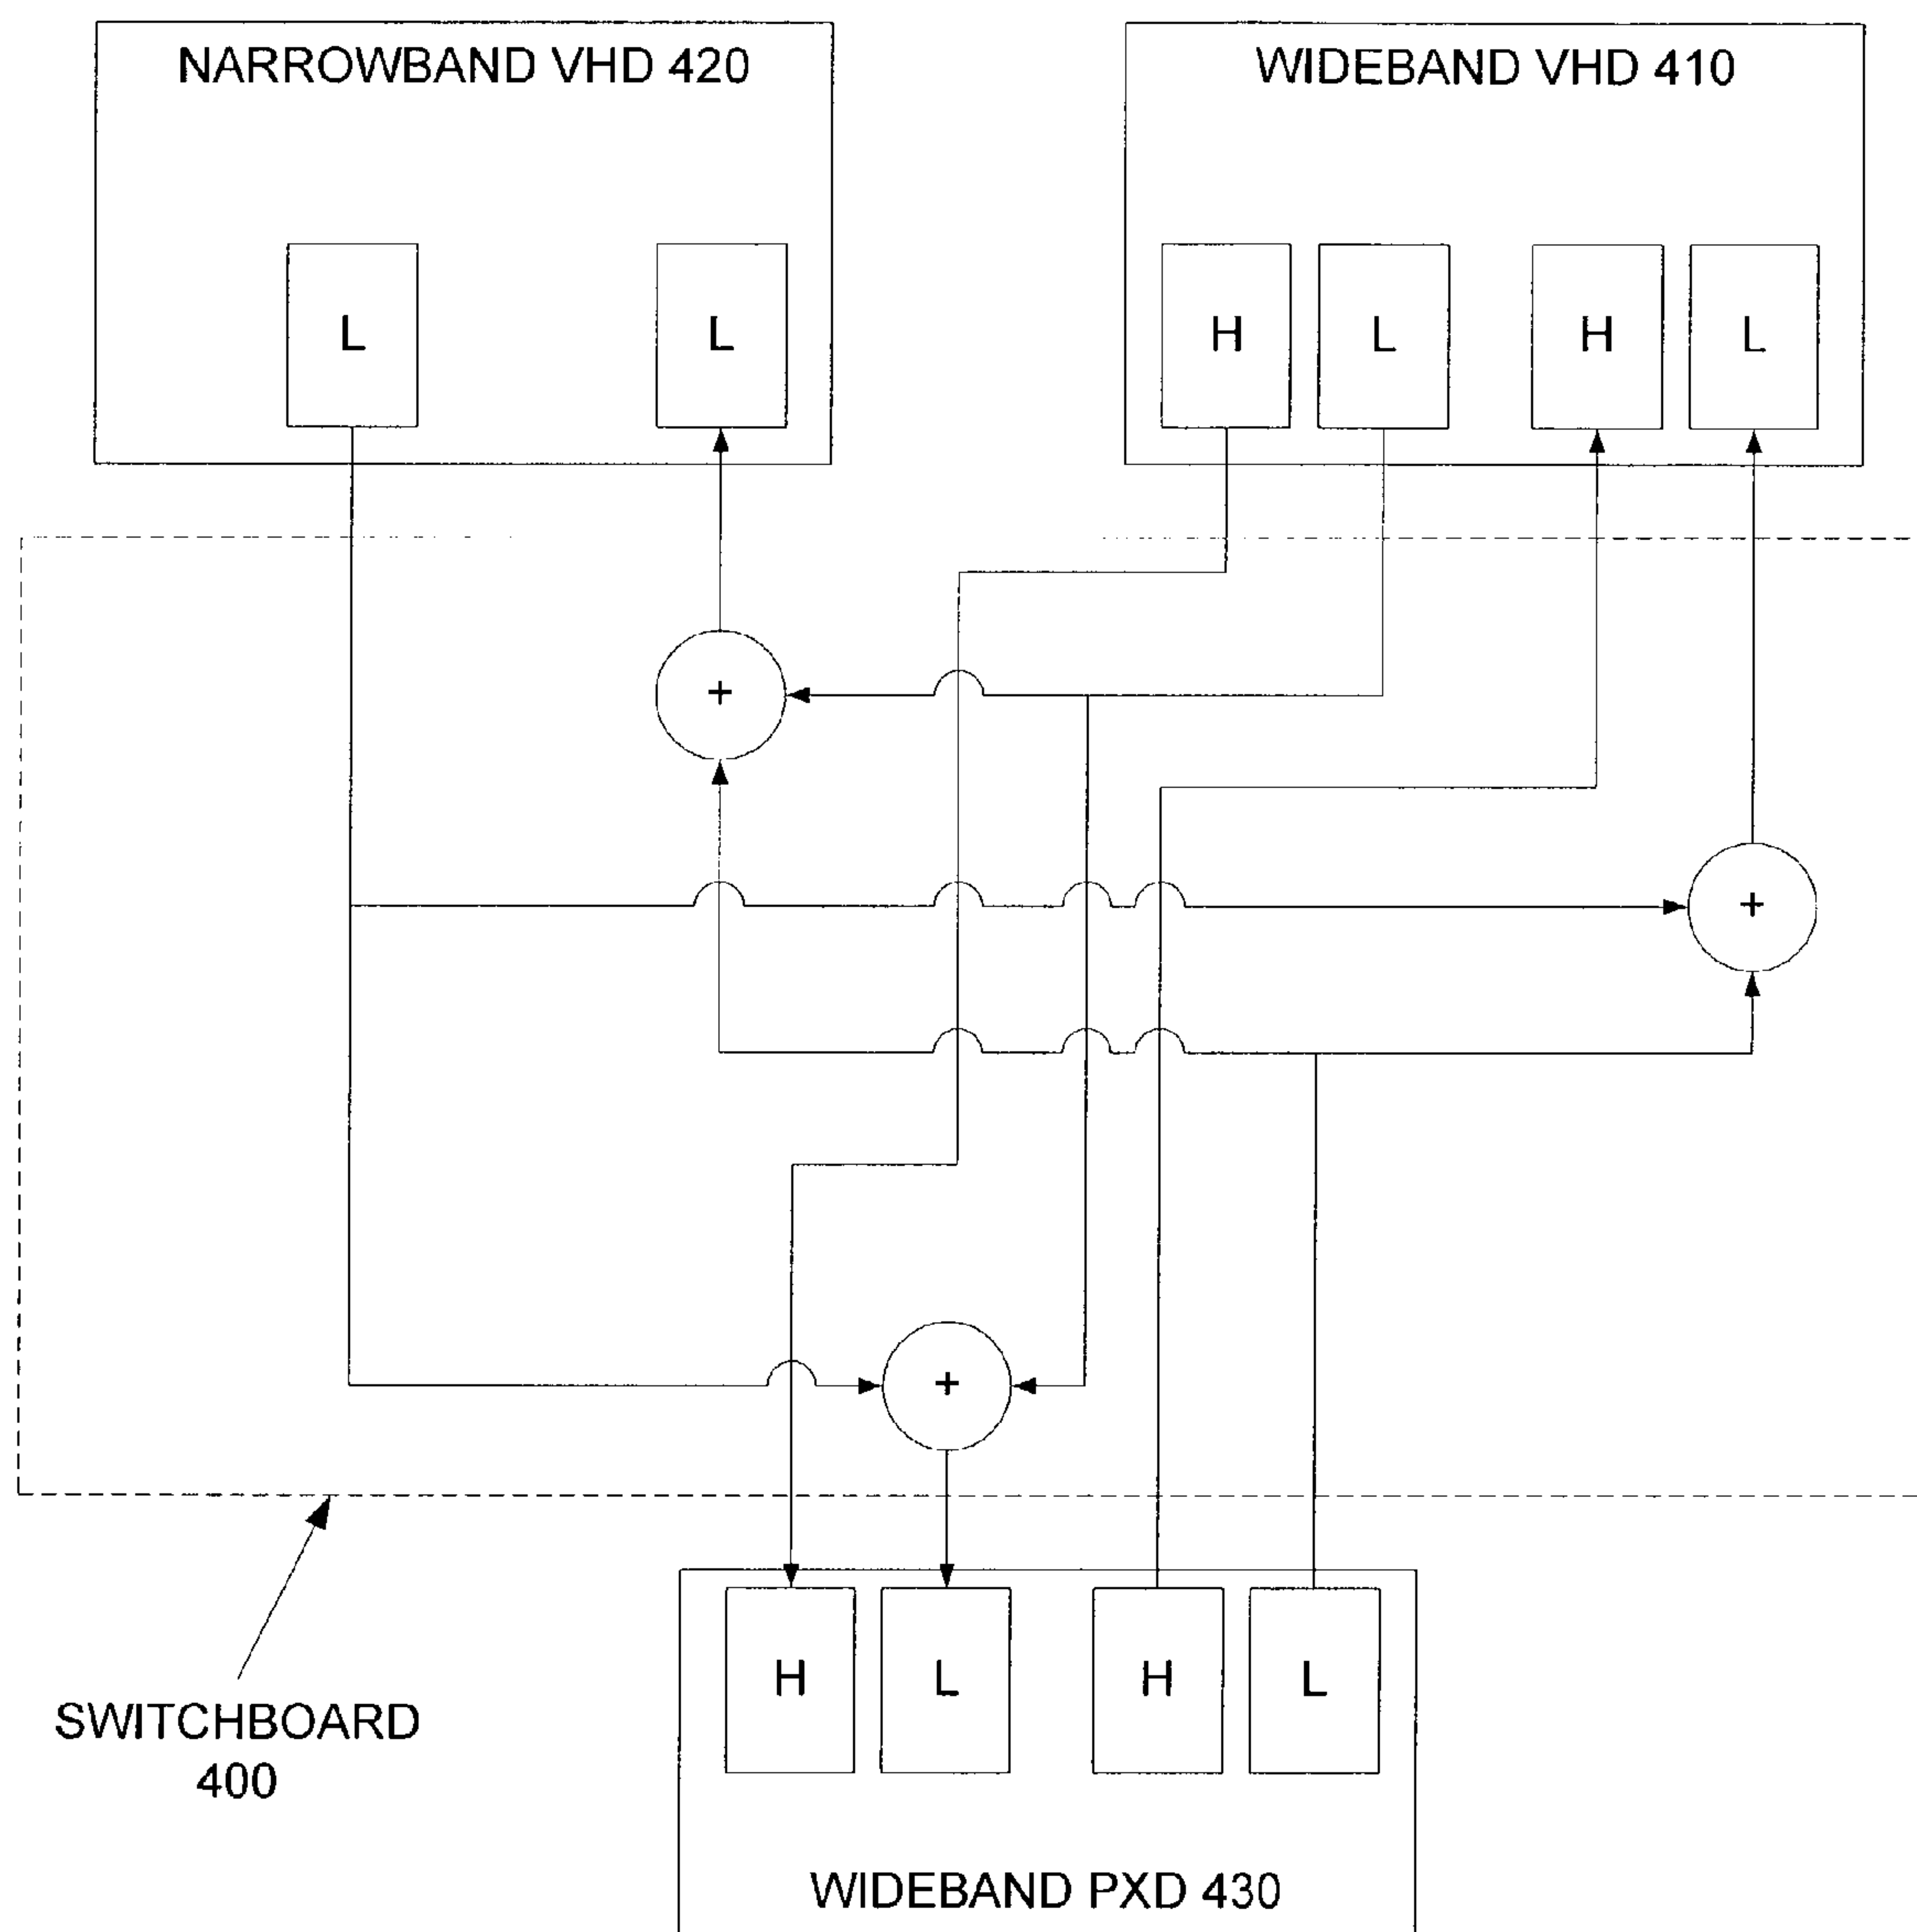 NARROWBAND VHD 420
WIDEBAND VHD 410
L
L
H
L
H
L
+
+
+
H
L
H
L
SWITCHBOARD
400
WIDEBAND PXD 430